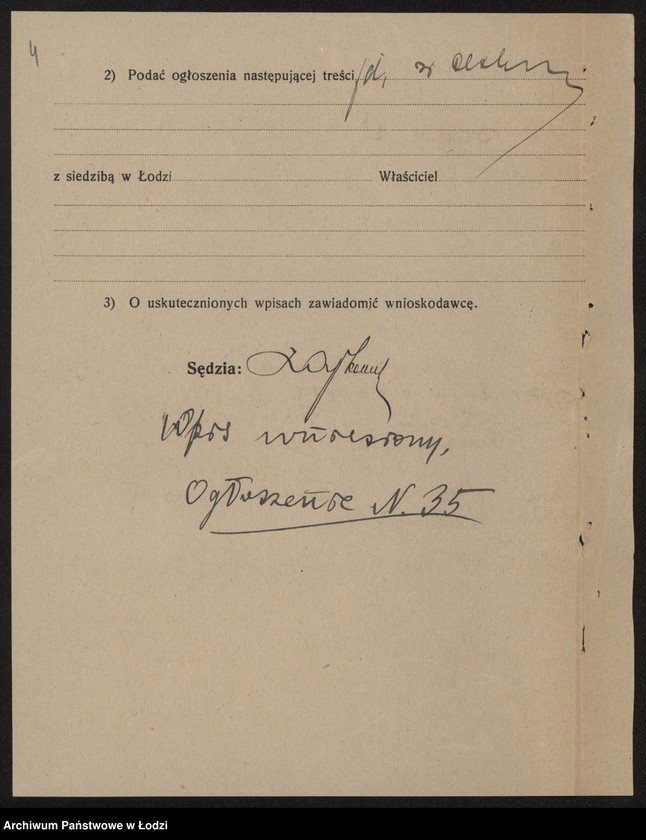 4
2) Podać ogłoszenia następującej treści
z siedzibą w Łodzi Właściciel
3) O uskutecznionych wpisach zawiadomić wnioskodawcę.
Sędzia:
Wpis wniesiony,
Ogłoszenie N. 35
Archiwum Państwowe w Łodzi